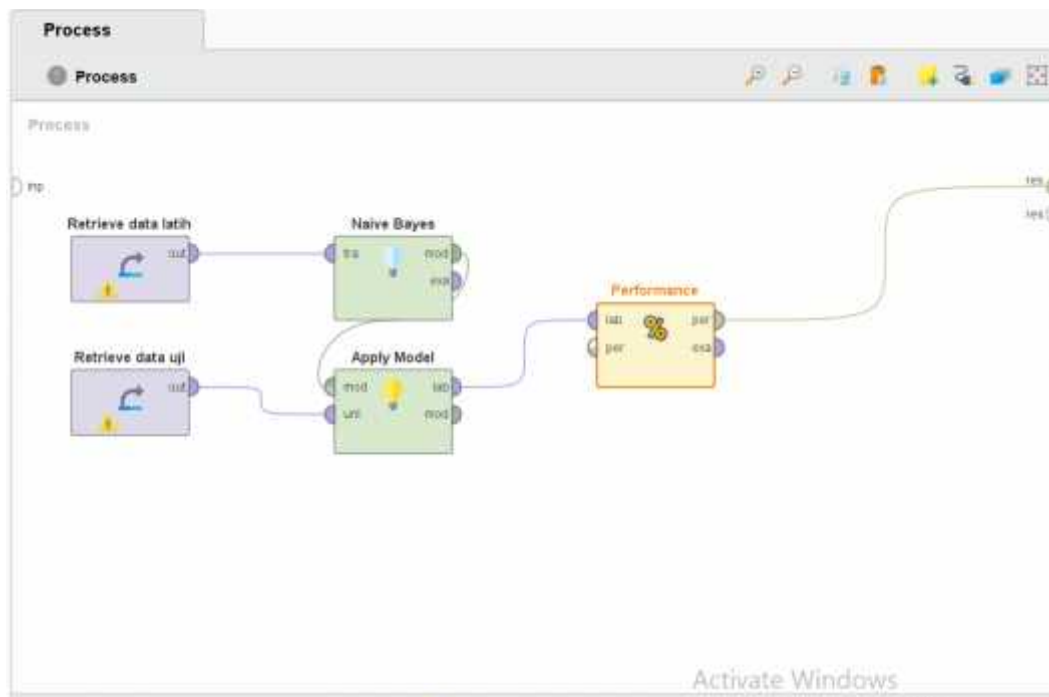 Process
Process
Process
inp
res
res
Retrieve data latih
out
Naive Bayes
tra
mod
exa
Performance
lab
per
per
exa
Retrieve data uji
out
Apply Model
mod
lab
unl
mod
Activate Windows